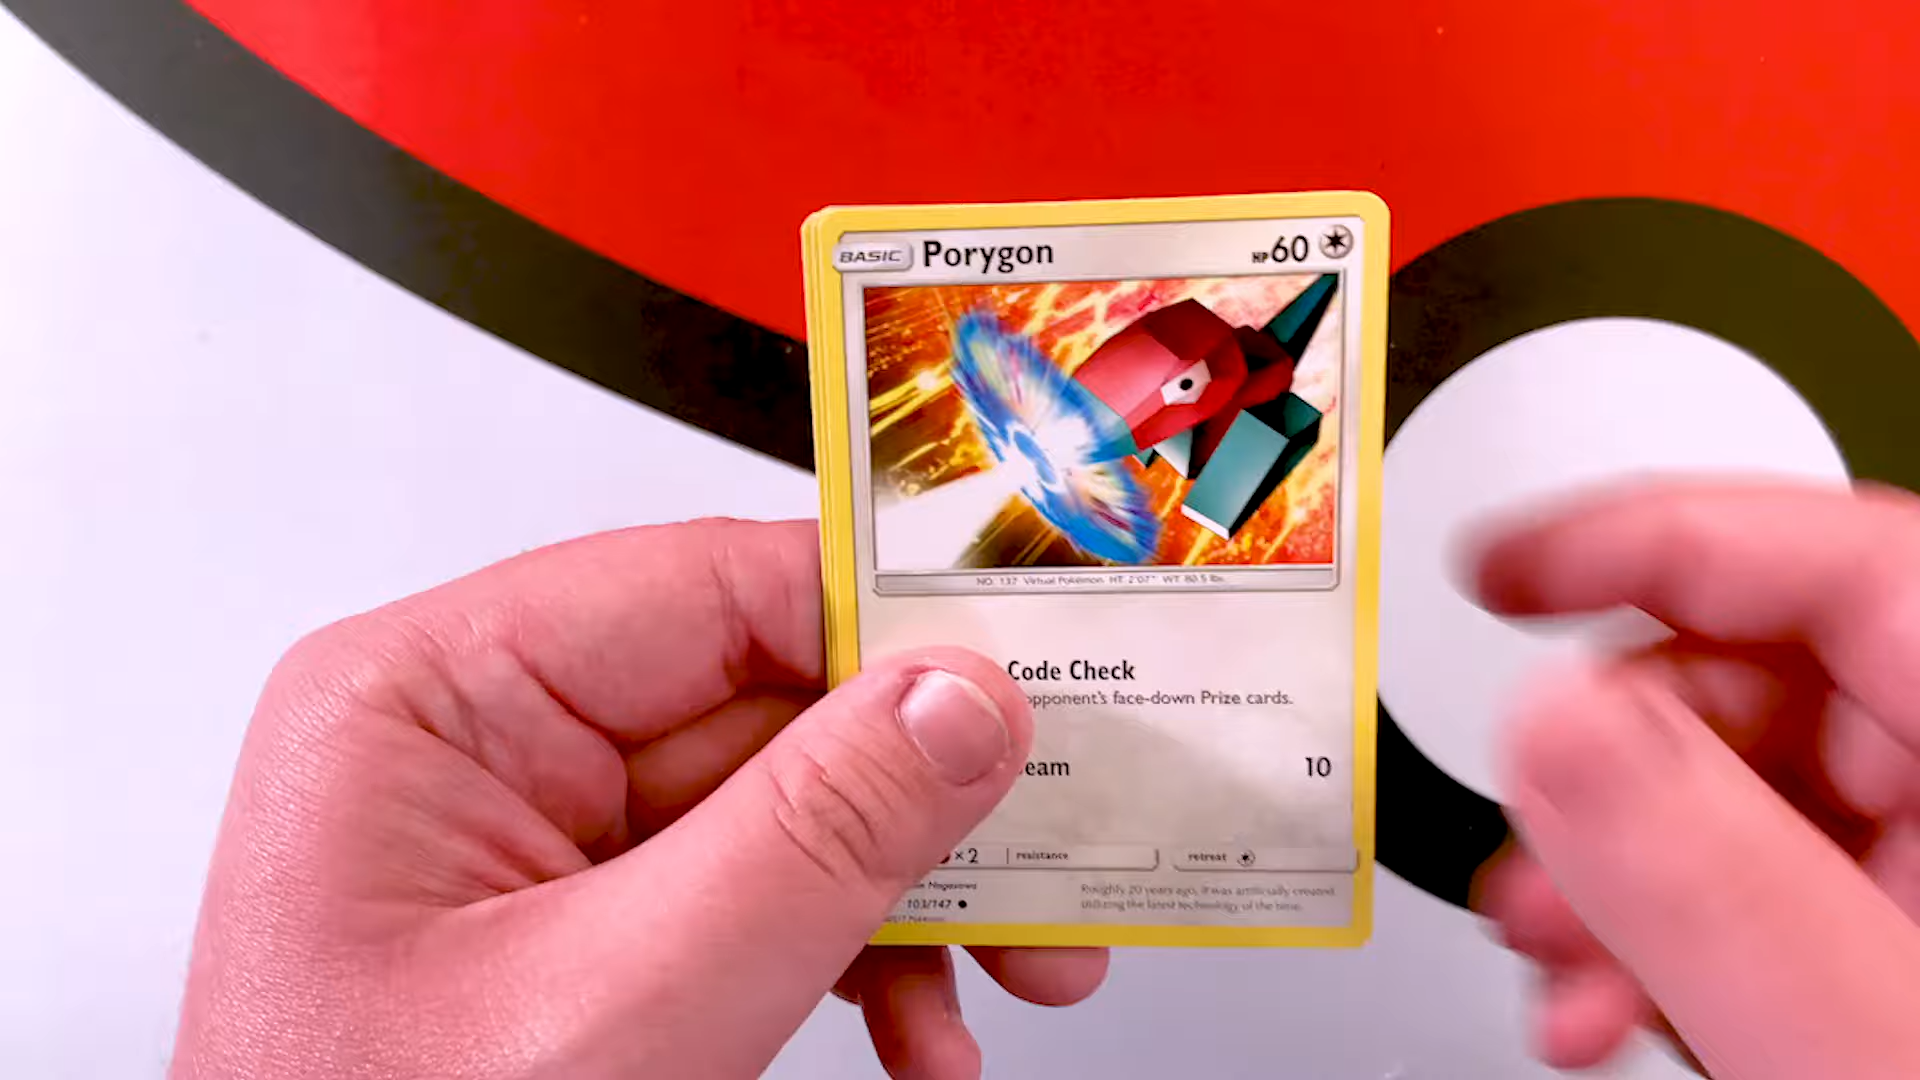 BASIC Porygon HP60
NO. 137 Virtual Pokémon HT: 2'07" WT: 80.5 lbs.
Code Check
opponent's face-down Prize cards.
eam 10
×2 resistance retreat
Nagasawa
103/147
Roughly 20 years ago, it was artificially created
utilizing the latest technology of the time.